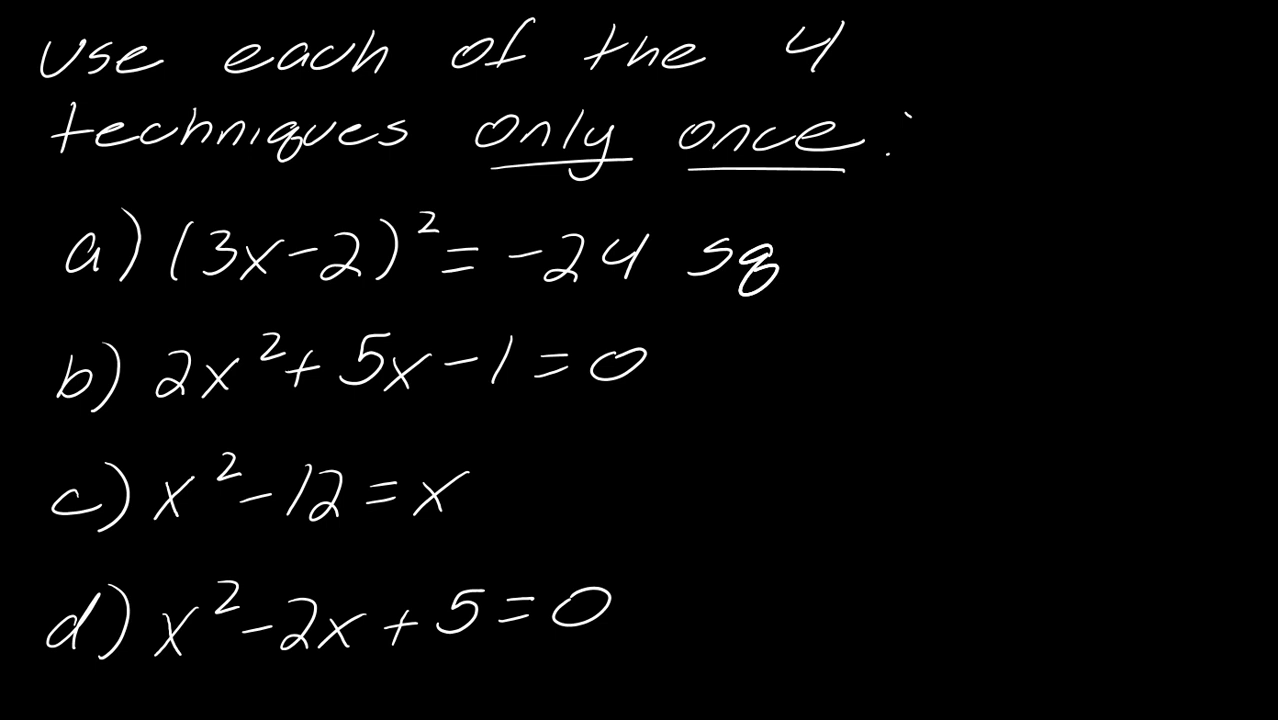 use each of the 4
techniques only once:
a) (3x-2)² = -24 sq
b) 2x² + 5x - 1 = 0
c) x² - 12 = x
d) x² - 2x + 5 = 0